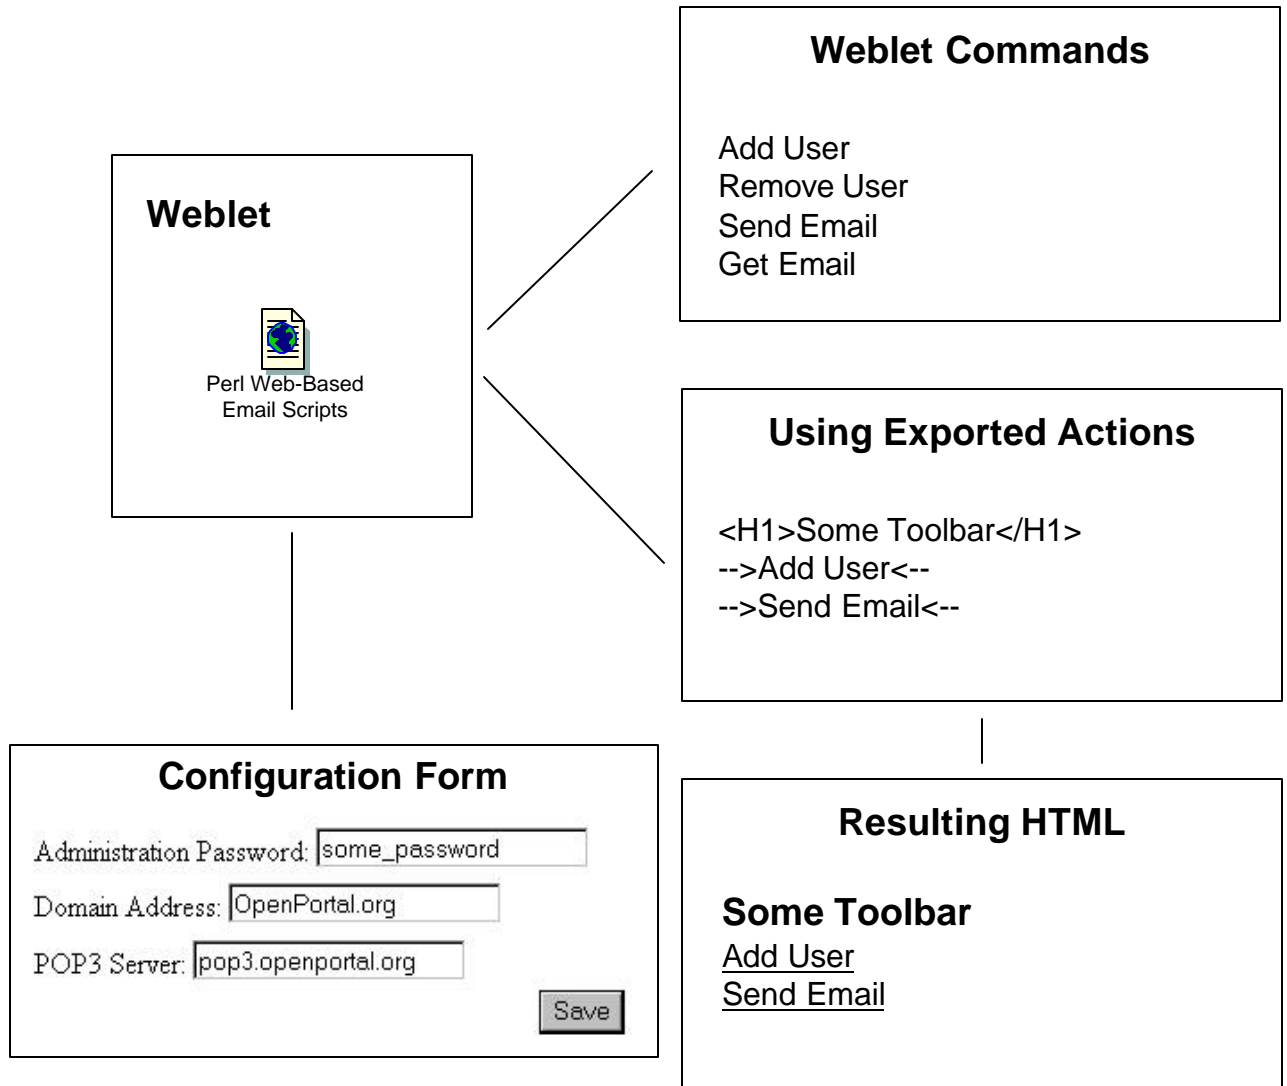 Weblet Commands
Add User
Remove User
Send Email
Get Email
Weblet
Perl Web-Based
Email Scripts
Using Exported Actions
<H1>Some Toolbar</H1>
-->Add User<--
-->Send Email<--
Configuration Form
Administration Password: some_password
Domain Address: OpenPortal.org
POP3 Server: pop3.openportal.org
Save
Resulting HTML
Some Toolbar
Add User
Send Email